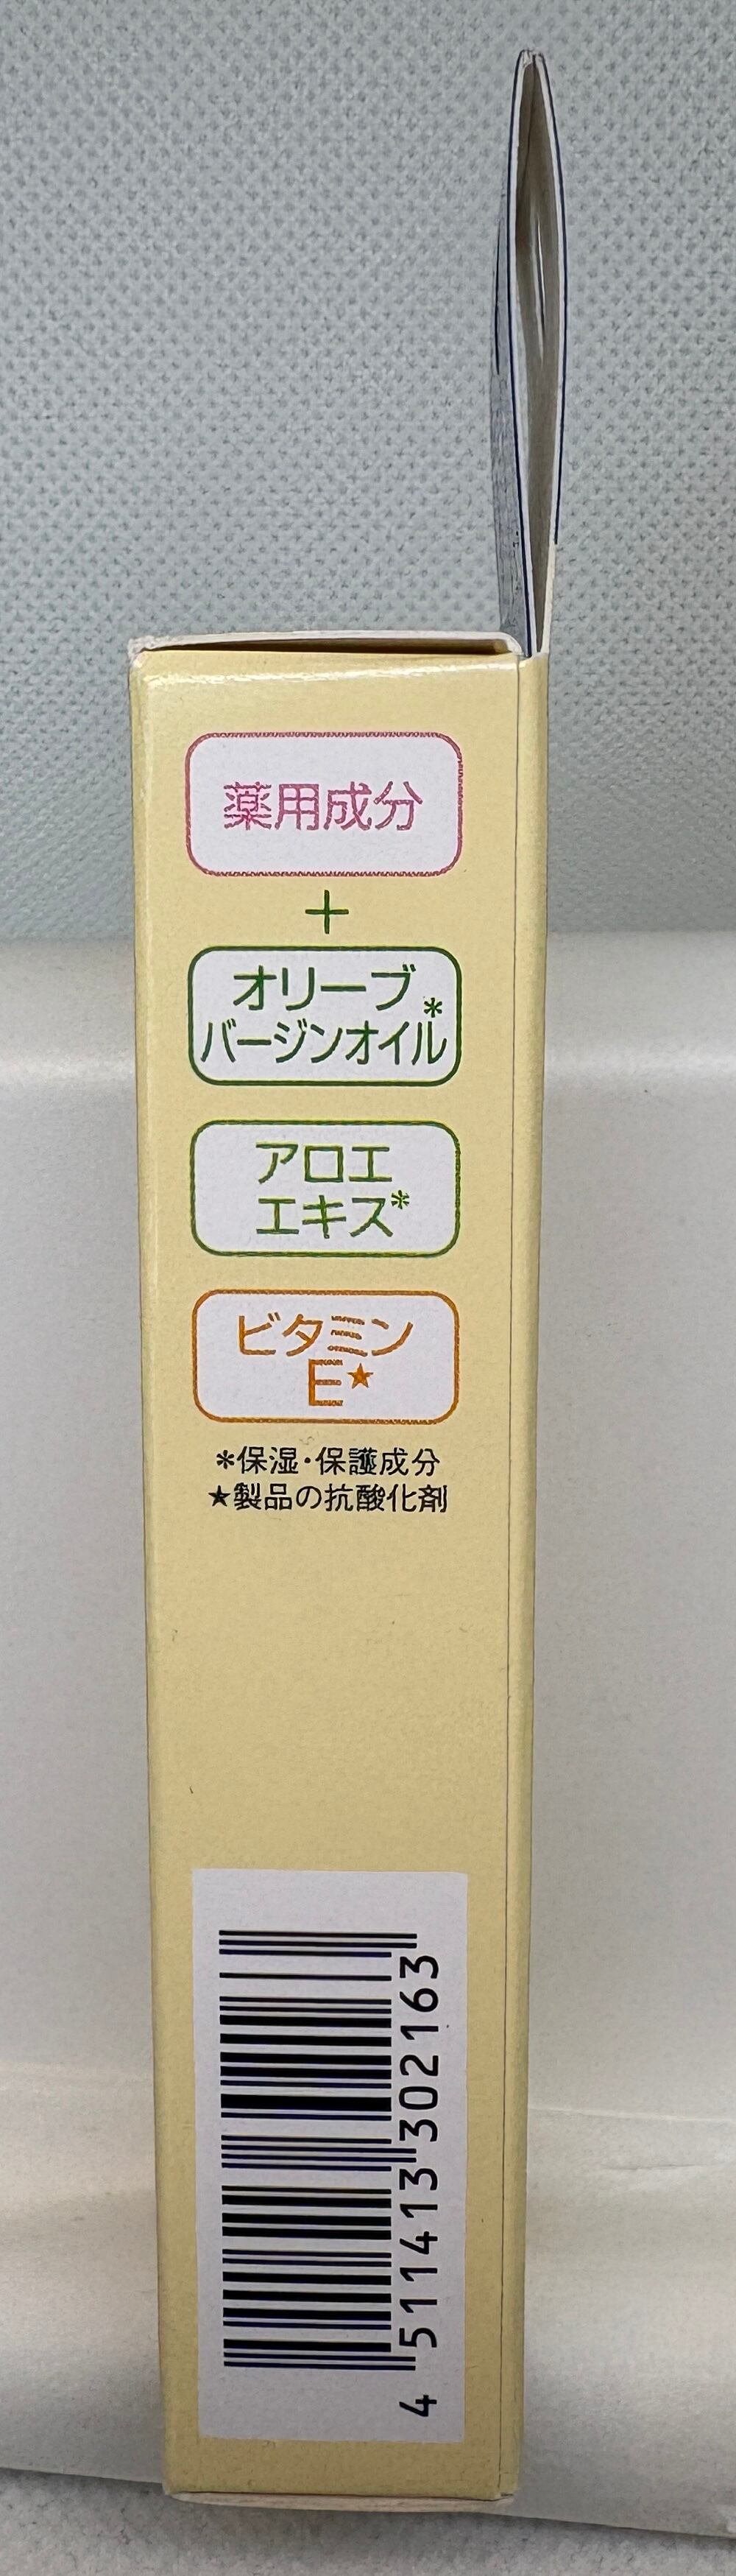 薬用成分
+
オリーブ
バージンオイル*
アロエ
エキス*
ビタミン
E★
*保湿・保護成分
★製品の抗酸化剤
4 511413 302163